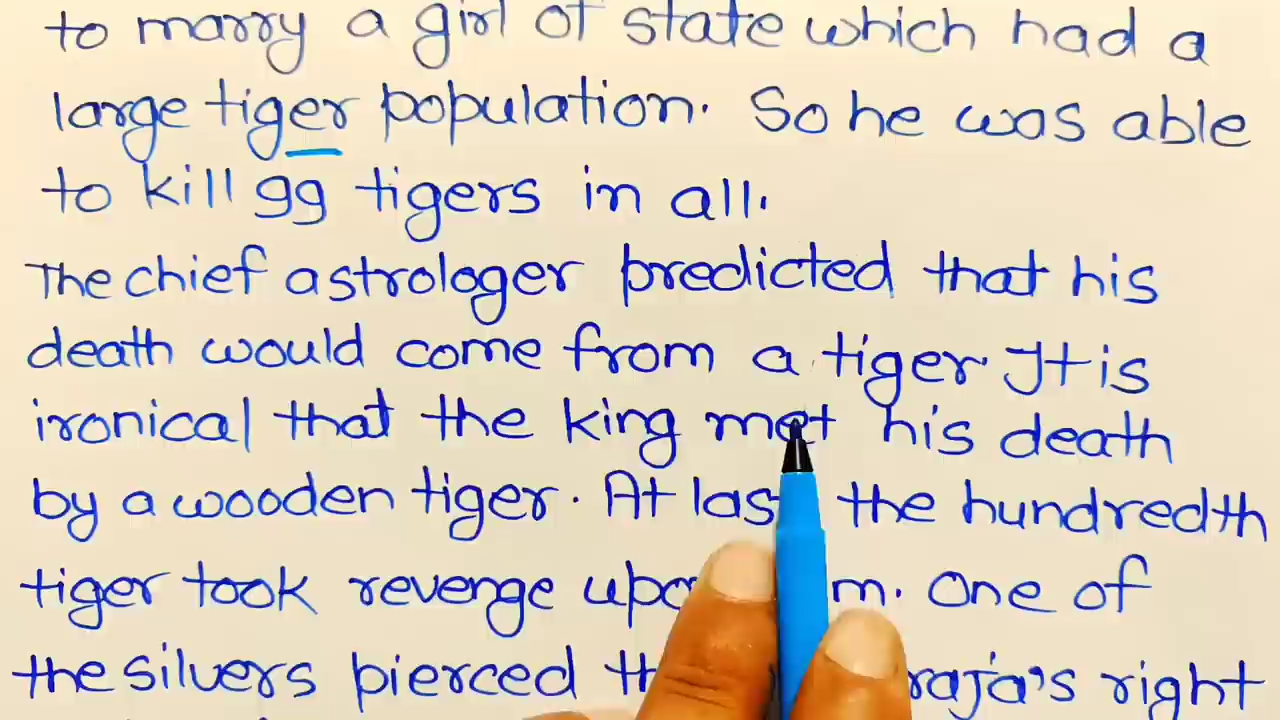 to marry a girl of state which had a
large tiger population. So he was able
to kill 99 tigers in all.
The chief astrologer predicted that his
death would come from a tiger. It is
ironical that the king met his death
by a wooden tiger. At las the hundredth
tiger took revenge upo m. One of
the silvers pierced th raja's right